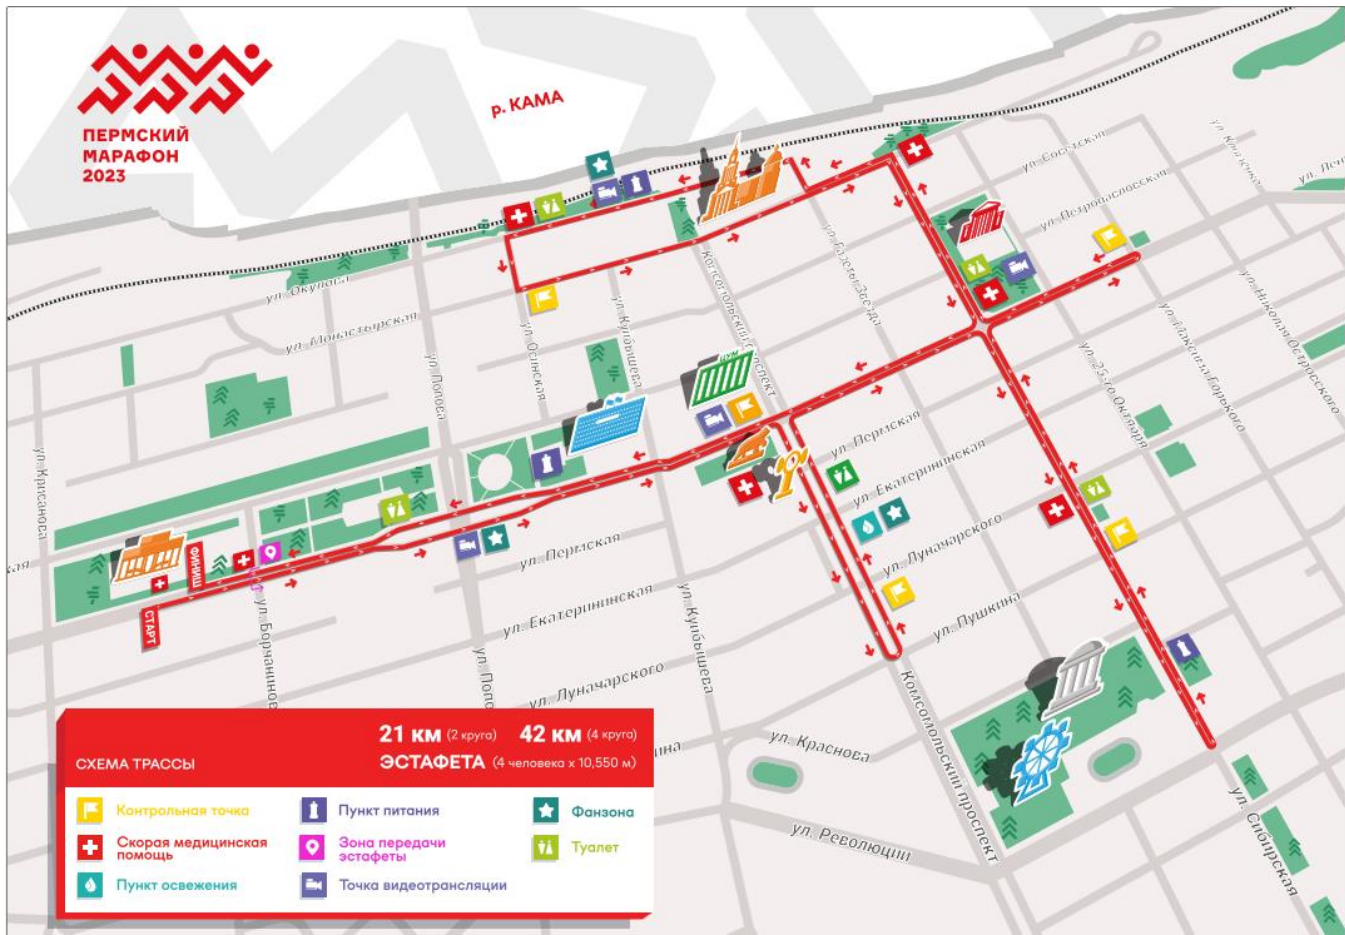 ПЕРМСКИЙ
МАРАФОН
2023
р. КАМА
ул. Окулова
ул. Монастырская
ул. Крисанова
ул. Попова
ул. Осинская
ул. Куйбышева
Комсомольский проспект
ул. Газеты Звезда
ул. Советская
ул. Петропавловская
ул. 25-го Октября
ул. Максима Горького
ул. Николая Островского
ЦУМ
ул. Пермская
ул. Екатерининская
ул. Луначарского
ул. Пушкина
СТАРТ
ФИНИШ
ул. Борчанинов
ул. Пермская
ул. Екатерининская
ул. Луначарского
ул. Попо
ул. Куйбышева
ина
ул. Краснова
ул. Революции
Комсомольский проспект
ул. Сибирская
СХЕМА ТРАССЫ
21 км (2 круга) 42 км (4 круга)
ЭСТАФЕТА (4 человека х 10,550 м)
Контрольная точка
Скорая медицинская
помощь
Пункт освежения
Пункт питания
Зона передачи
эстафеты
Точка видеотрансляции
Фанзона
Туалет